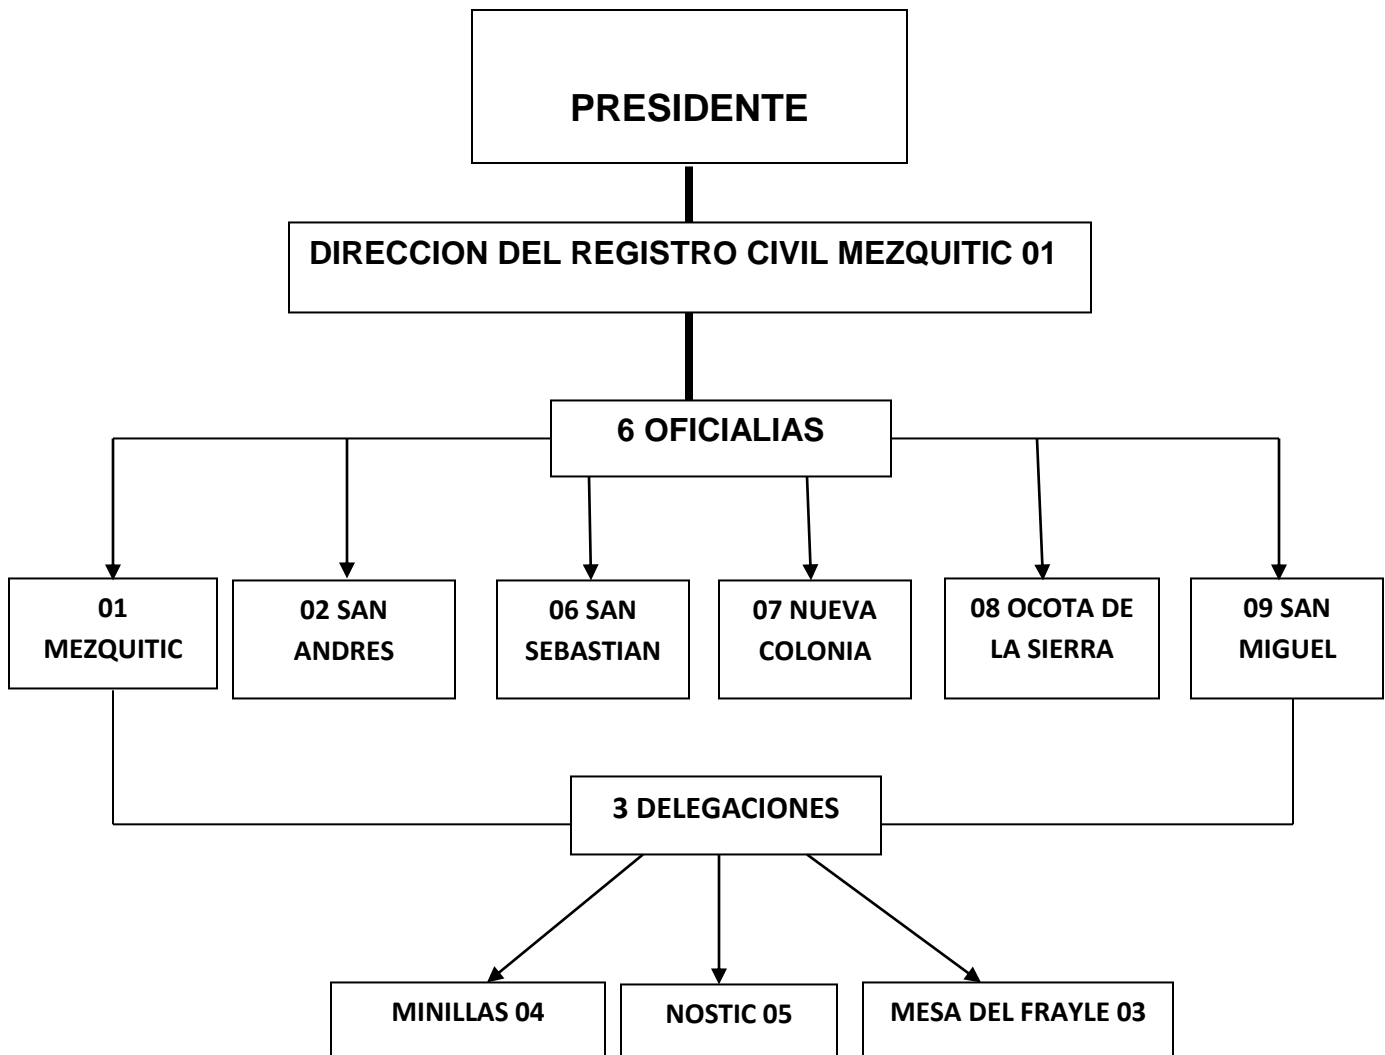 PRESIDENTE
DIRECCION DEL REGISTRO CIVIL MEZQUITIC 01
6 OFICIALIAS
01
MEZQUITIC
02 SAN
ANDRES
06 SAN
SEBASTIAN
07 NUEVA
COLONIA
08 OCOTA DE
LA SIERRA
09 SAN
MIGUEL
3 DELEGACIONES
MINILLAS 04
NOSTIC 05
MESA DEL FRAYLE 03